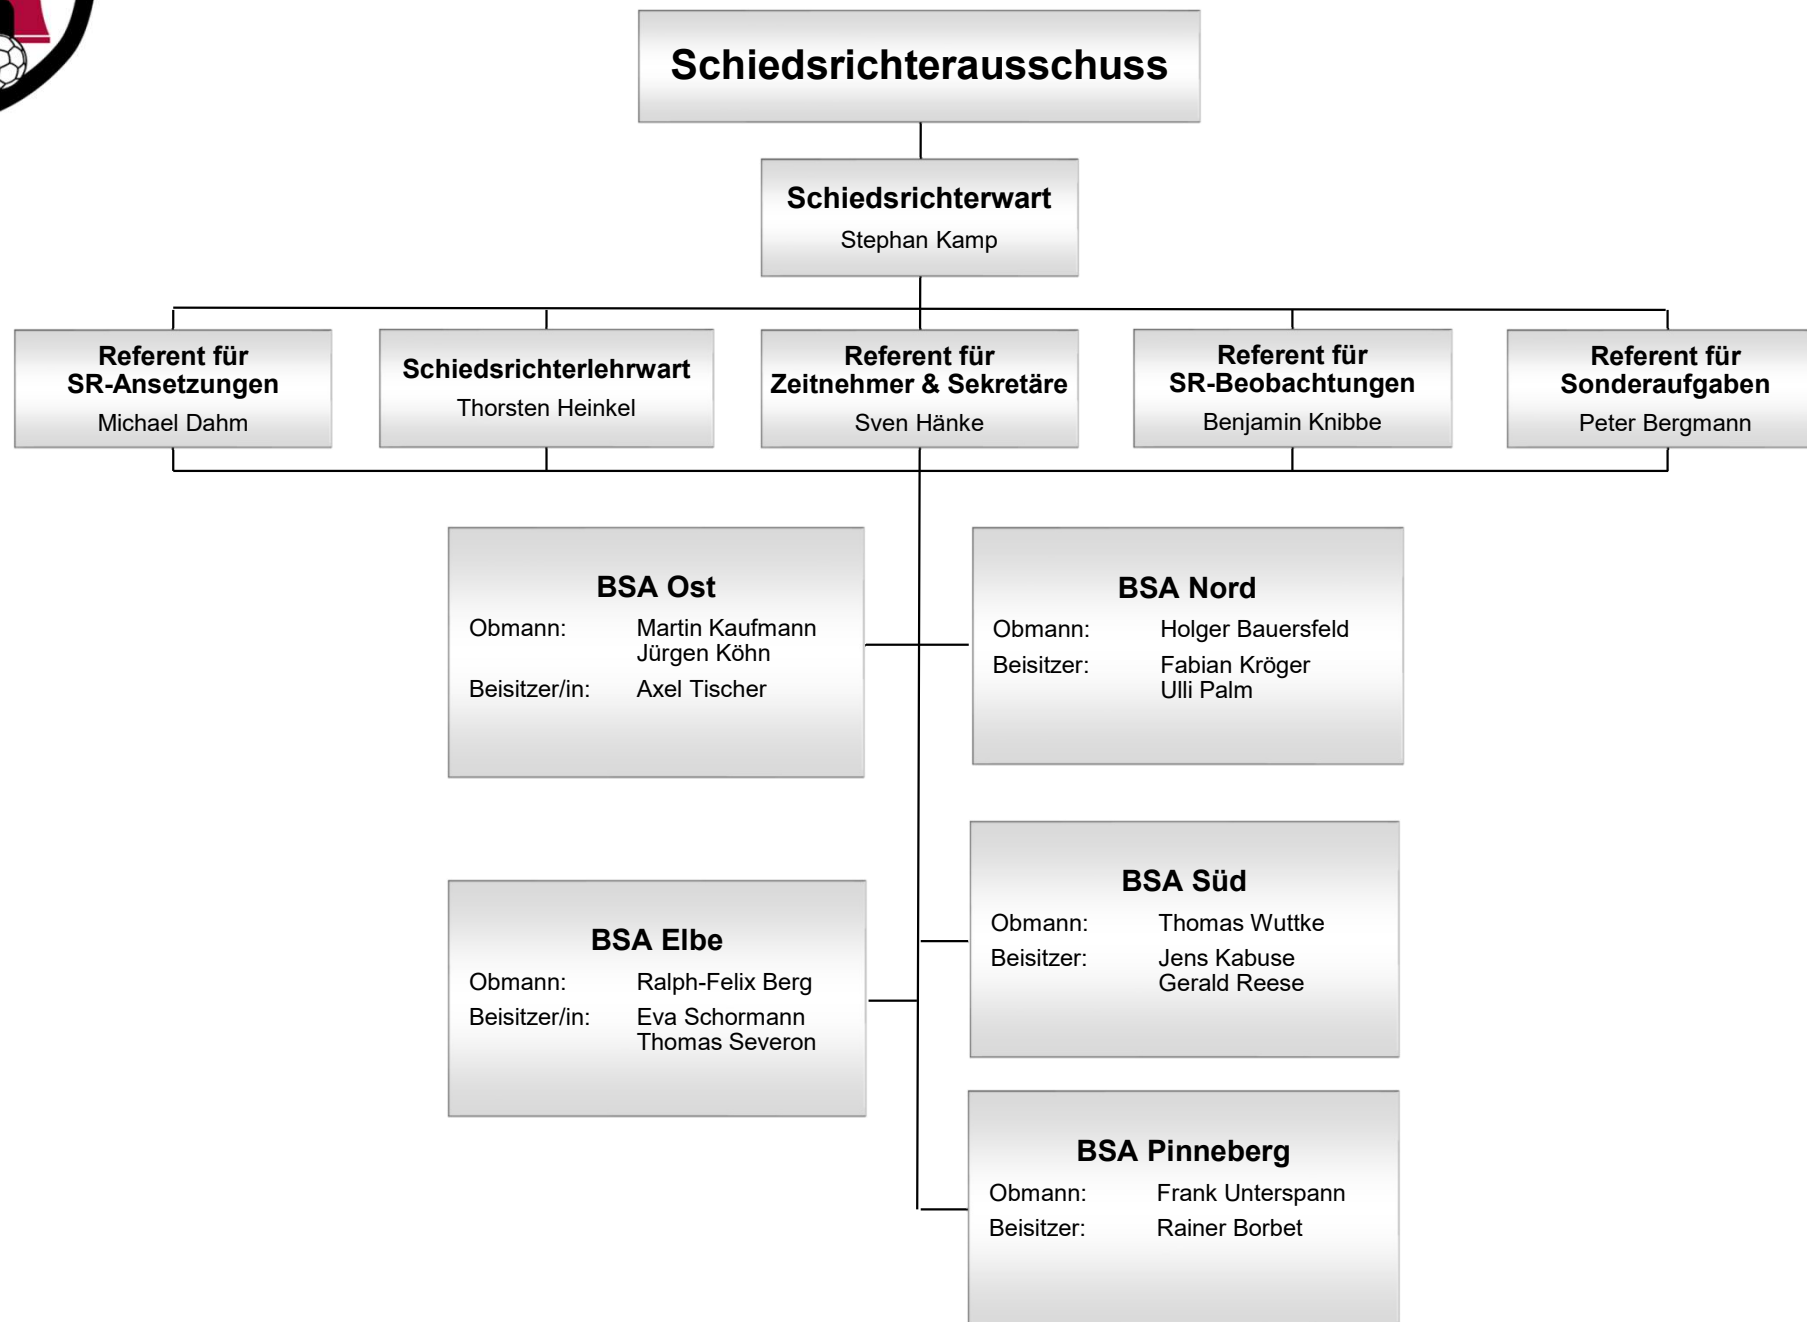 Schiedsrichterausschuss
Schiedsrichterwart
Stephan Kamp
Referent für
SR-Ansetzungen
Michael Dahm
Schiedsrichterlehrwart
Thorsten Heinkel
Referent für
Zeitnehmer & Sekretäre
Sven Hänke
Referent für
SR-Beobachtungen
Benjamin Knibbe
Referent für
Sonderaufgaben
Peter Bergmann
BSA Ost
Obmann: Martin Kaufmann
Jürgen Köhn
Beisitzer/in: Axel Tischer
BSA Nord
Obmann: Holger Bauersfeld
Beisitzer: Fabian Kröger
Ulli Palm
BSA Elbe
Obmann: Ralph-Felix Berg
Beisitzer/in: Eva Schormann
Thomas Severon
BSA Süd
Obmann: Thomas Wuttke
Beisitzer: Jens Kabuse
Gerald Reese
BSA Pinneberg
Obmann: Frank Unterspann
Beisitzer: Rainer Borbet